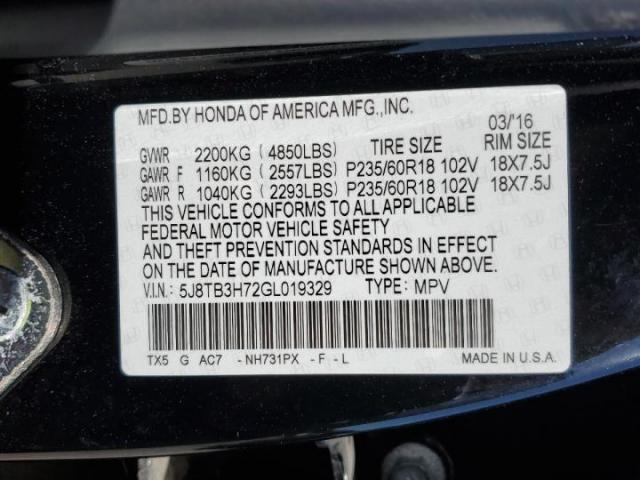 MFD.BY HONDA OF AMERICA MFG.,INC.
03/'16
TIRE SIZE RIM SIZE
GVWR 2200KG (4850LBS)
GAWR F 1160KG (2557LBS) P235/60R18 102V 18X7.5J
GAWR R 1040KG (2293LBS) P235/60R18 102V 18X7.5J
THIS VEHICLE CONFORMS TO ALL APPLICABLE
FEDERAL MOTOR VEHICLE SAFETY
AND THEFT PREVENTION STANDARDS IN EFFECT
ON THE DATE OF MANUFACTURE SHOWN ABOVE.
V.I.N.: 5J8TB3H72GL019329 TYPE: MPV
TX5 G AC7 -NH731PX -F-L MADE IN U.S.A.